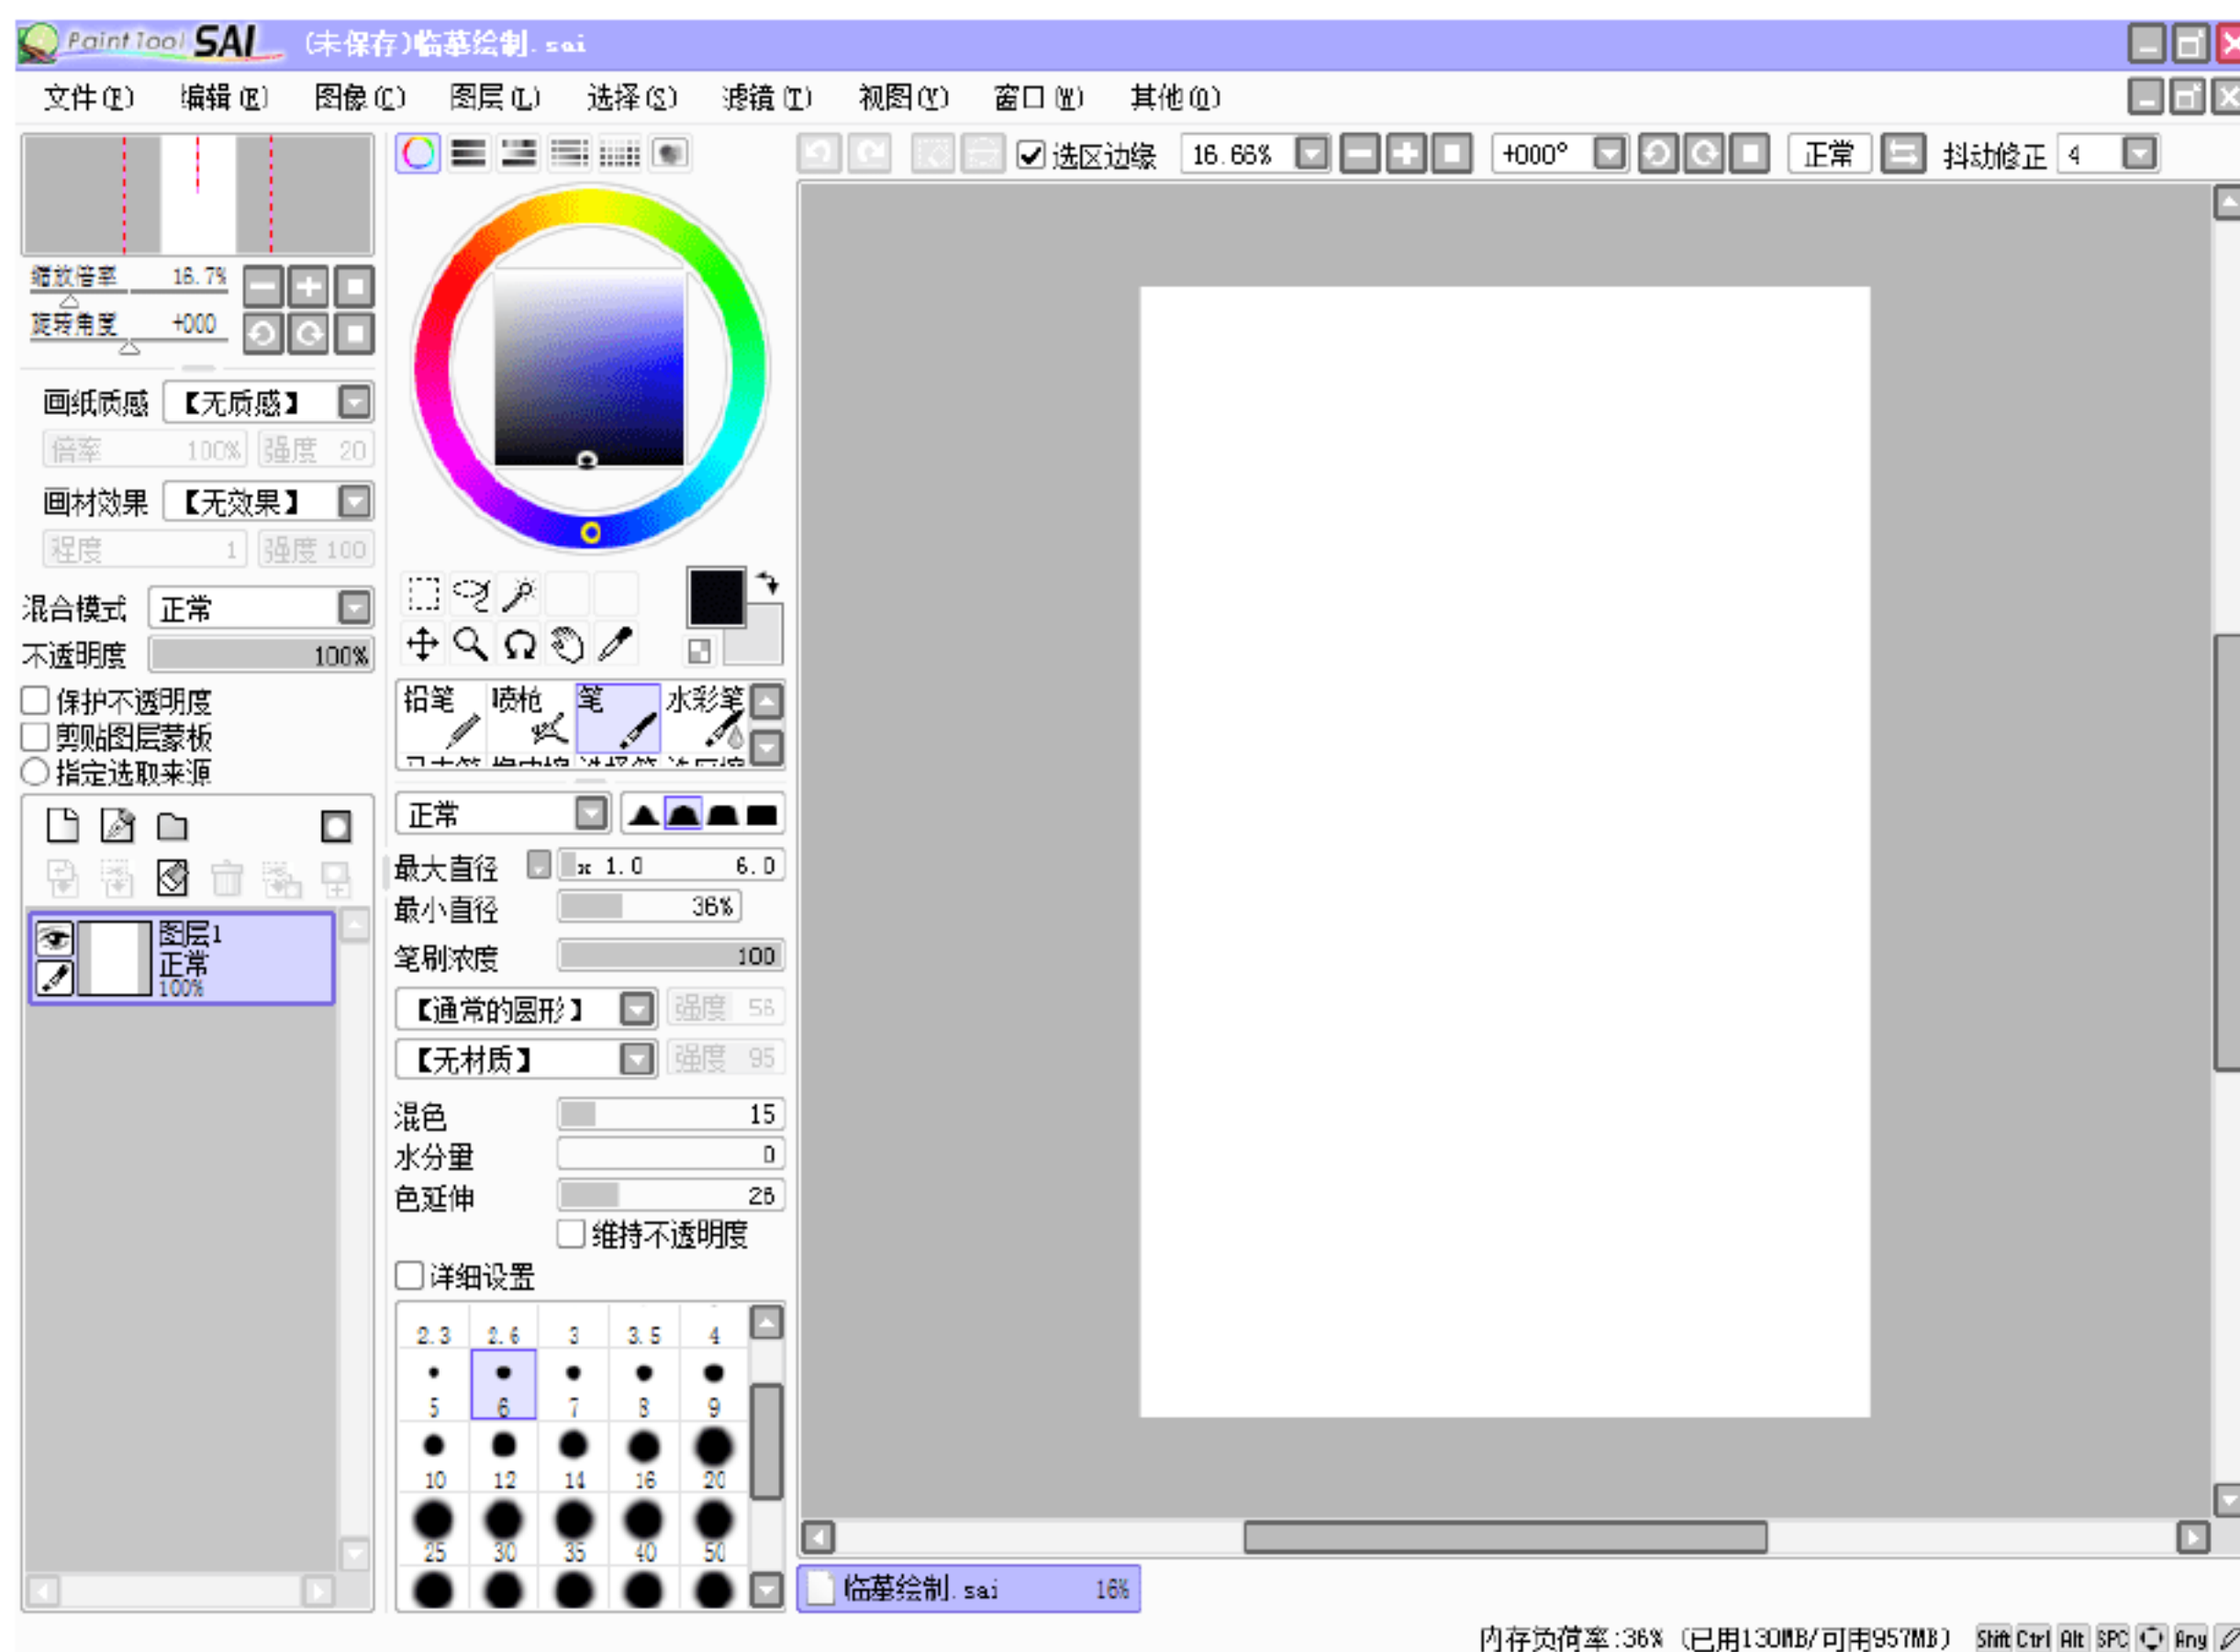 Paint Tool SAI (未保存)临摹绘制.sai
文件(F) 编辑(E) 图像(C) 图层(L) 选择(S) 滤镜(T) 视图(V) 窗口(W) 其他(O)
选区边缘 16.66% +000° 正常 抖动修正 4
缩放倍率 16.7%
旋转角度 +000
画纸质感 【无质感】
倍率 100% 强度 20
画材效果 【无效果】
程度 1 强度 100
混合模式 正常
不透明度 100%
保护不透明度
剪贴图层蒙板
指定选取来源
图层1
正常
100%
铅笔 喷枪 笔 水彩笔
正常
最大直径 x 1.0 6.0
最小直径 36%
笔刷浓度 100
【通常的圆形】 强度 56
【无材质】 强度 95
混色 15
水分量 0
色延伸 26
维持不透明度
详细设置
2.3 2.6 3 3.5 4
5 6 7 8 9
10 12 14 16 20
25 30 35 40 50
临摹绘制.sai 16%
内存负荷率:36% (已用130MB/可用957MB) Shift Ctrl Alt SPC Any